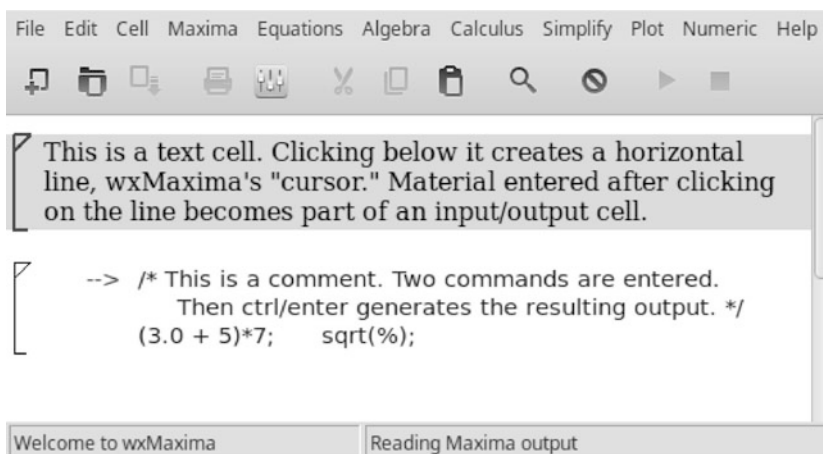 File Edit Cell Maxima Equations Algebra Calculus Simplify Plot Numeric Help
This is a text cell. Clicking below it creates a horizontal
line, wxMaxima's "cursor." Material entered after clicking
on the line becomes part of an input/output cell.
--> /* This is a comment. Two commands are entered.
Then ctrl/enter generates the resulting output. */
(3.0 + 5)*7; sqrt(%);
Welcome to wxMaxima Reading Maxima output